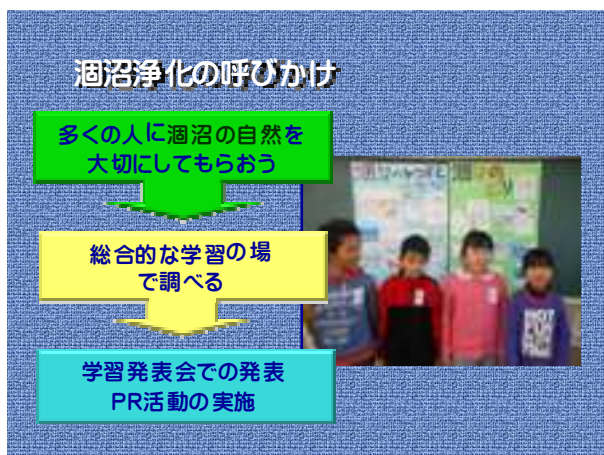 涸沼浄化の呼びかけ
多くの人に涸沼の自然を
大切にしてもらおう
総合的な学習の場
で調べる
学習発表会での発表
PR活動の実施